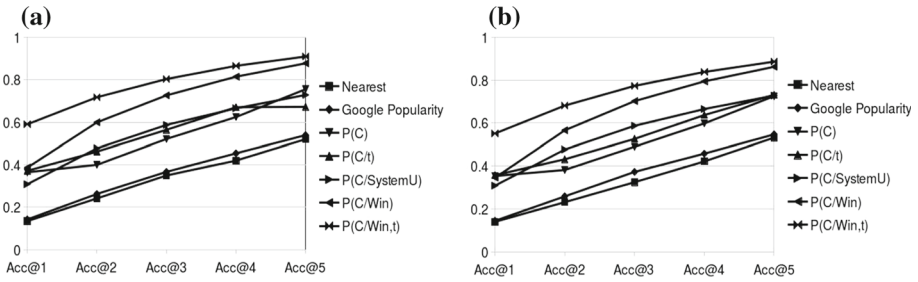 (a)
1
0.8
0.6
0.4
0.2
0
Acc@1 Acc@2 Acc@3 Acc@4 Acc@5
Nearest
Google Popularity
P(C)
P(C/t)
P(C/SystemU)
P(C/Win)
P(C/Win,t)
(b)
1
0.8
0.6
0.4
0.2
0
Acc@1 Acc@2 Acc@3 Acc@4 Acc@5
Nearest
Google Popularity
P(C)
P(C/t)
P(C/SystemU)
P(C/Win)
P(C/Win,t)